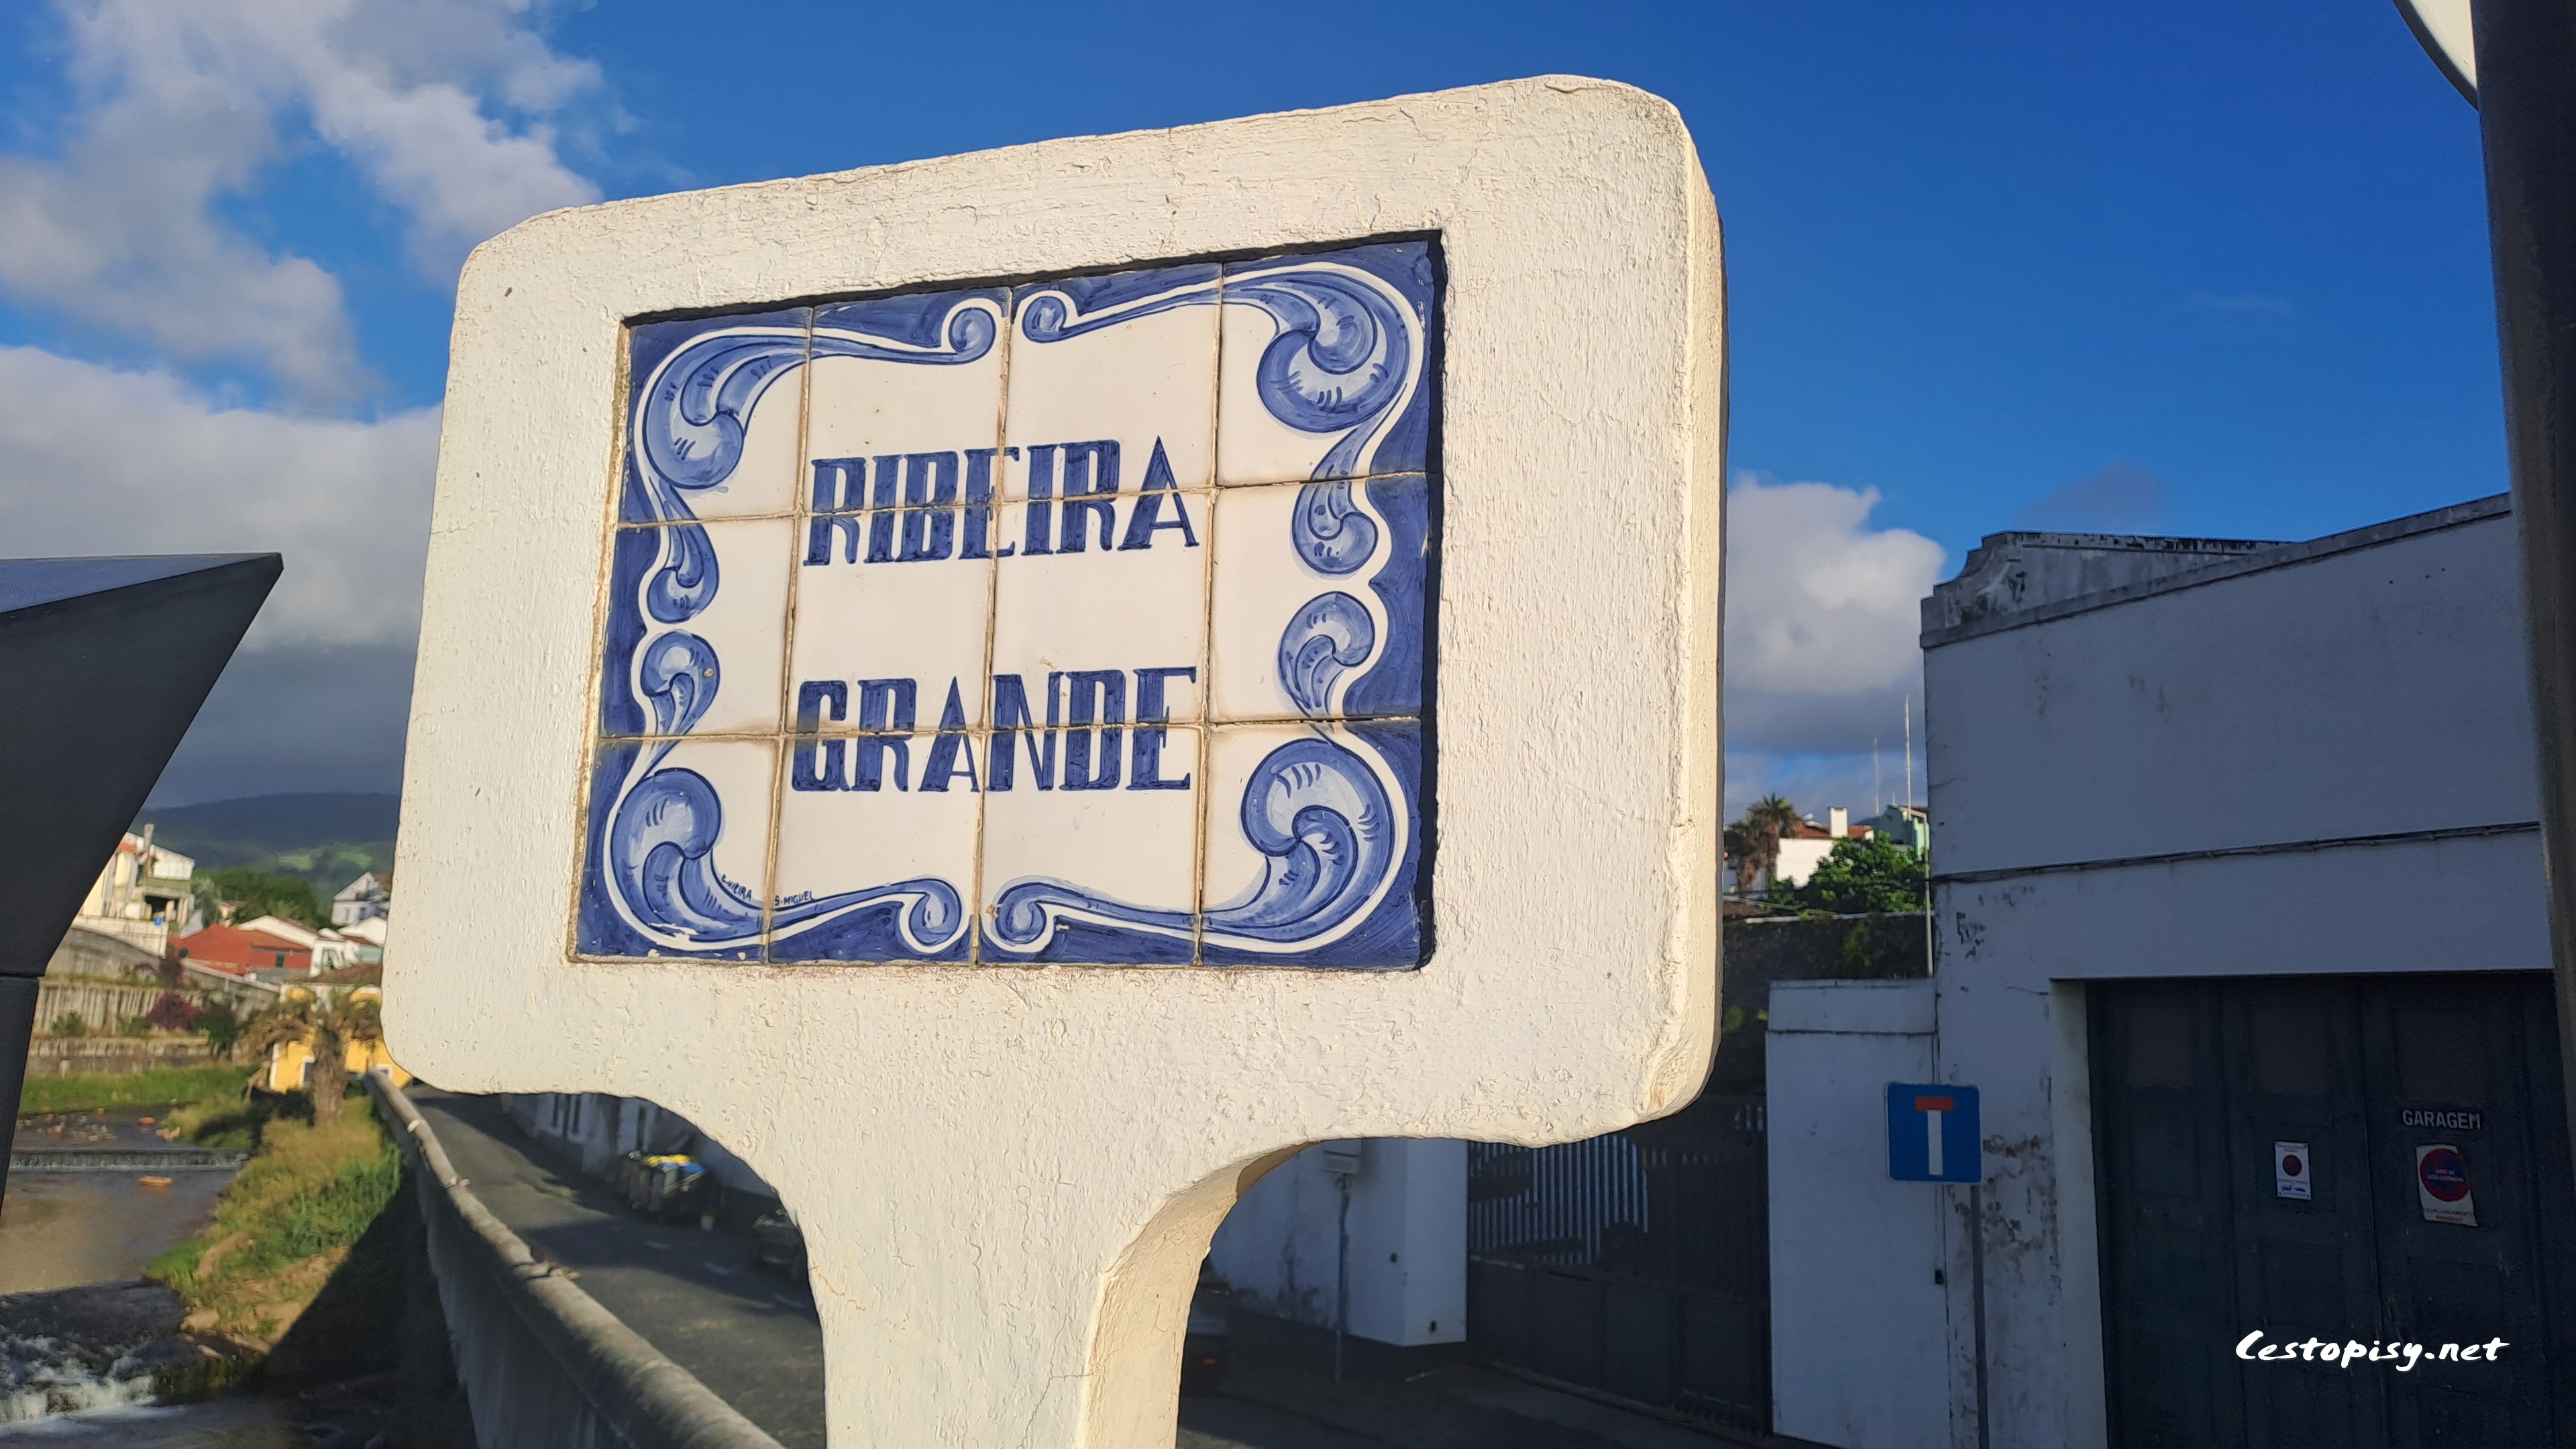 RIBEIRA
GRANDE
S. MIGUEL
GARAGEM
Cestopisy.net